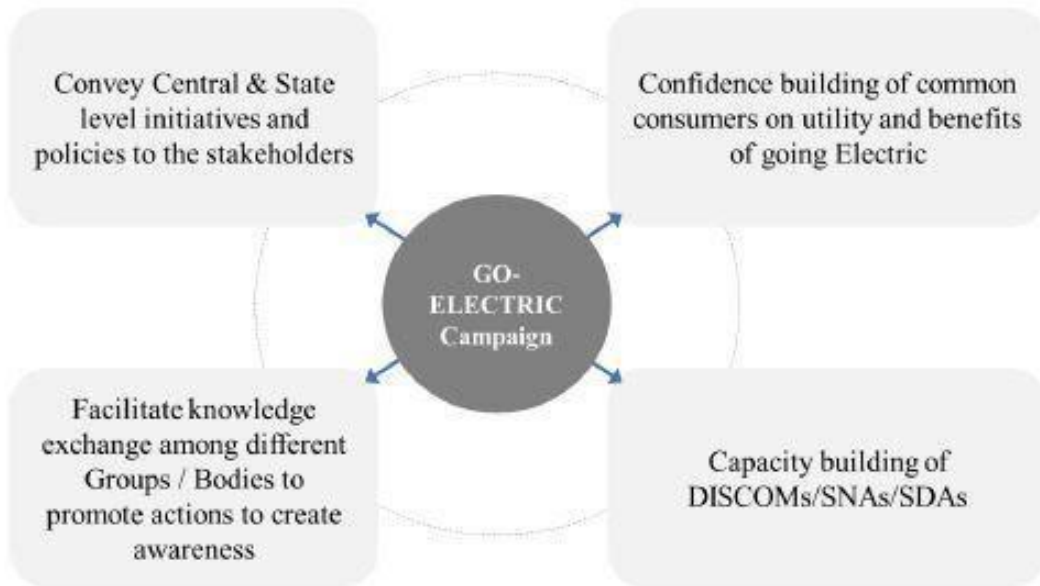 Convey Central & State
level initiatives and
policies to the stakeholders
Confidence building of common
consumers on utility and benefits
of going Electric
GO-
ELECTRIC
Campaign
Facilitate knowledge
exchange among different
Groups / Bodies to
promote actions to create
awareness
Capacity building of
DISCOMs/SNAs/SDAs